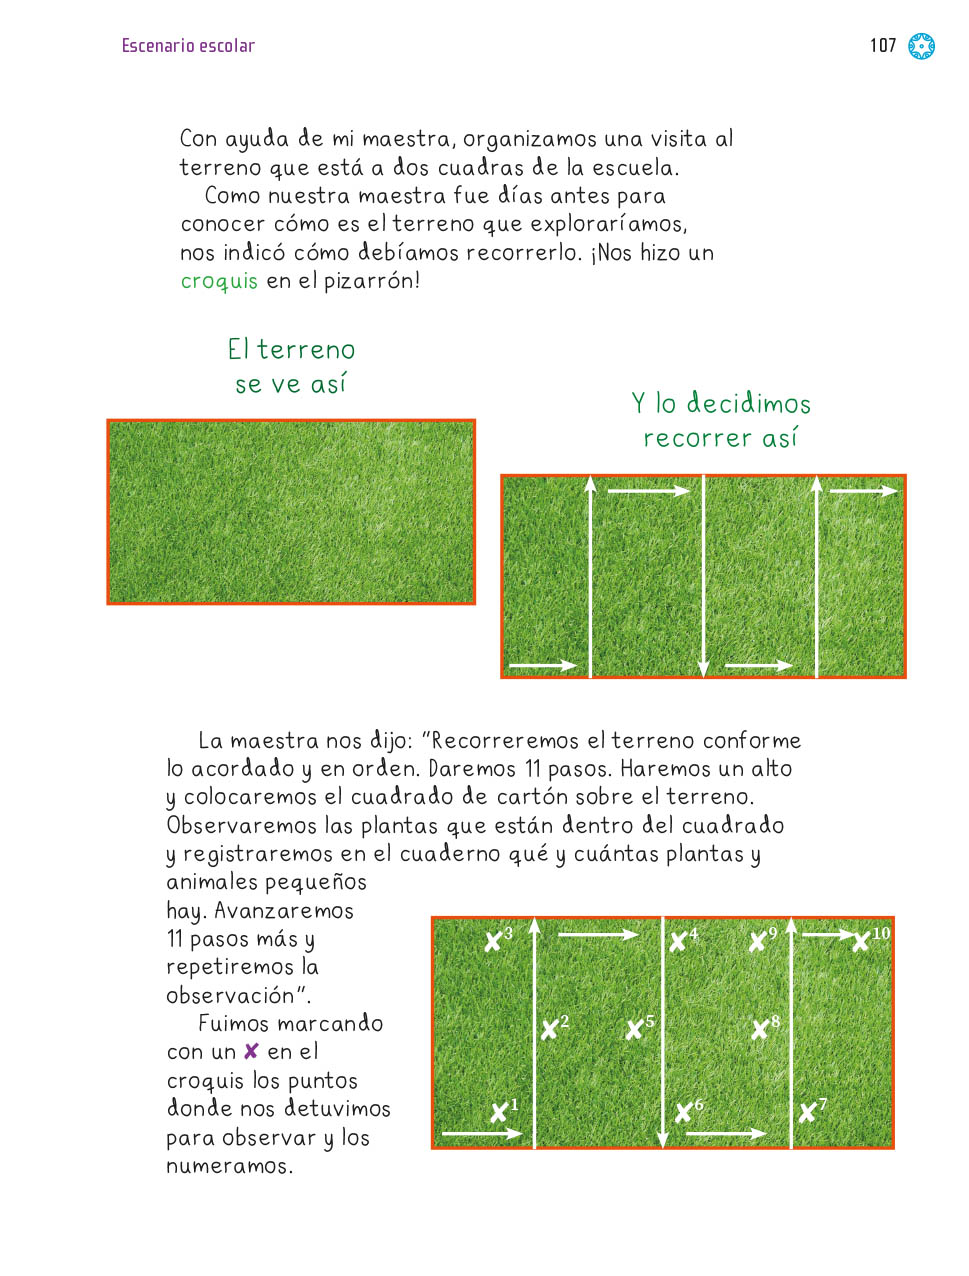 Escenario escolar
107
Con ayuda de mi maestra, organizamos una visita al
terreno que está a dos cuadras de la escuela.
Como nuestra maestra fue días antes para
conocer cómo es el terreno que exploraríamos,
nos indicó cómo debíamos recorrerlo. ¡Nos hizo un
croquis en el pizarrón!
El terreno
se ve así
Y lo decidimos
recorrer así
La maestra nos dijo: "Recorreremos el terreno conforme
lo acordado y en orden. Daremos 11 pasos. Haremos un alto
y colocaremos el cuadrado de cartón sobre el terreno.
Observaremos las plantas que están dentro del cuadrado
y registraremos en el cuaderno qué y cuántas plantas y
animales pequeños
hay. Avanzaremos
11 pasos más y
repetiremos la
observación".
Fuimos marcando
con un ✘ en el
croquis los puntos
donde nos detuvimos
para observar y los
numeramos.
✘3 ✘4 ✘9 ✘10
✘2 ✘5 ✘8
✘1 ✘6 ✘7